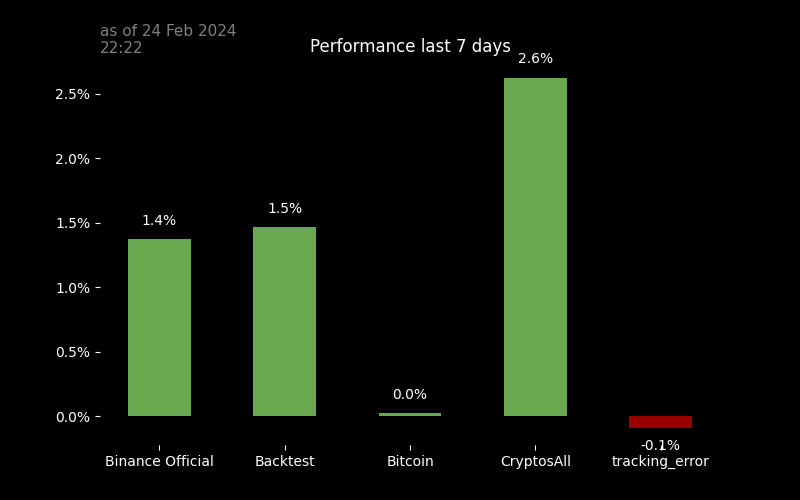 as of 24 Feb 2024
22:22
Performance last 7 days
2.6%
2.5%
2.0%
1.5%
1.0%
0.5%
0.0%
1.4%
1.5%
0.0%
-0.1%
Binance Official
Backtest
Bitcoin
CryptosAll
tracking_error